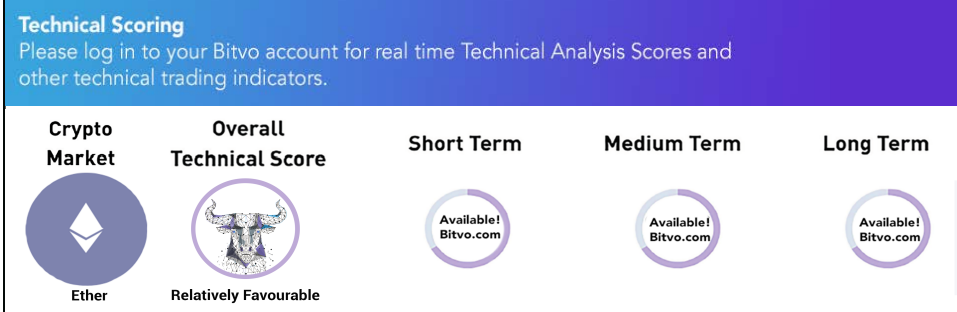 Technical Scoring
Please log in to your Bitvo account for real time Technical Analysis Scores and
other technical trading indicators.
Crypto
Market
Overall
Technical Score
Short Term
Medium Term
Long Term
Available!
Bitvo.com
Available!
Bitvo.com
Available!
Bitvo.com
Ether
Relatively Favourable